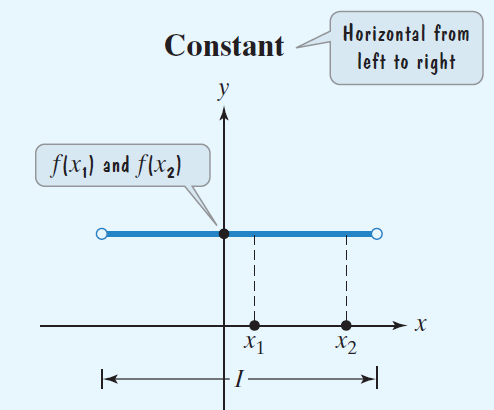 Constant
Horizontal from
left to right
y
f(x₁) and f(x₂)
x
x₁ x₂
I